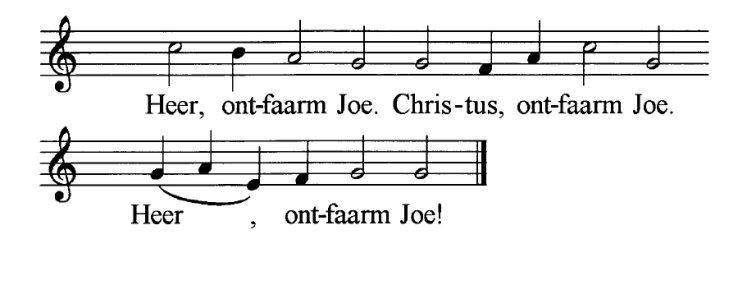 Heer, ont-faarm Joe. Chris-tus, ont-faarm Joe.
Heer , ont-faarm Joe!